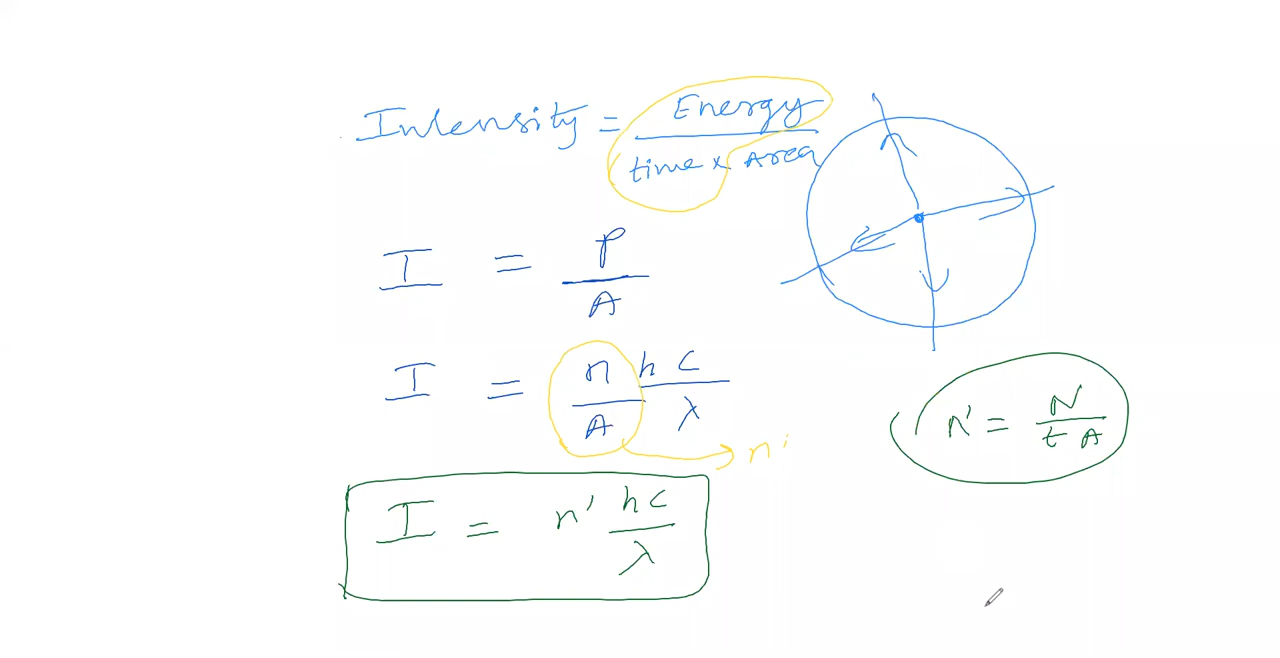 Intensity = Energy / time × Area
I = P / A
I = n / A hc / λ
→ n'
n' = N / t A
I = n' hc / λ